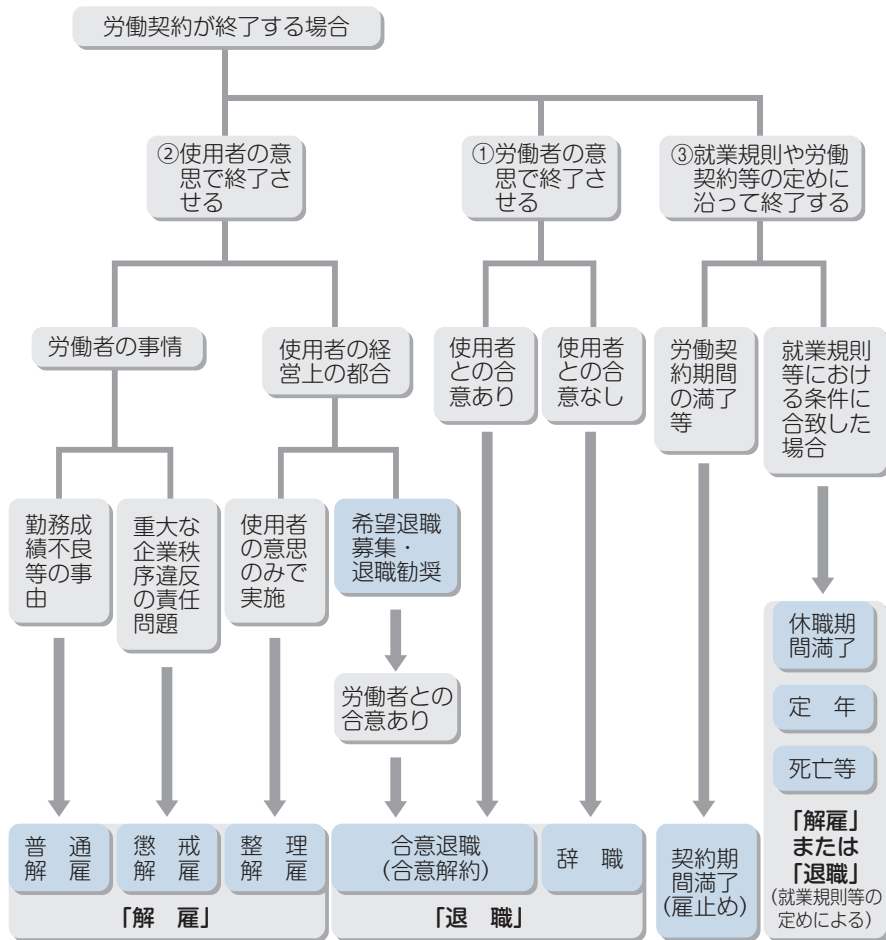 労働契約が終了する場合
②使用者の意
思で終了さ
せる
①労働者の意
思で終了さ
せる
③就業規則や労働
契約等の定めに
沿って終了する
労働者の事情
使用者の経
営上の都合
使用者
との合
意あり
使用者
との合
意なし
労働契
約期間
の満了
等
就業規則
等におけ
る条件に
合致した
場合
勤務成
績不良
等の事
由
重大な
企業秩
序違反
の責任
問題
使用者
の意思
のみで
実施
希望退職
募集・
退職勧奨
労働者との
合意あり
休職期
間満了
定　年
死亡等
「解雇」
または
「退職」
(就業規則等の
定めによる)
普　通
解　雇
懲　戒
解　雇
整　理
解　雇
合意退職
(合意解約)
辞　職
契約期
間満了
(雇止め)
「解　雇」
「退　職」